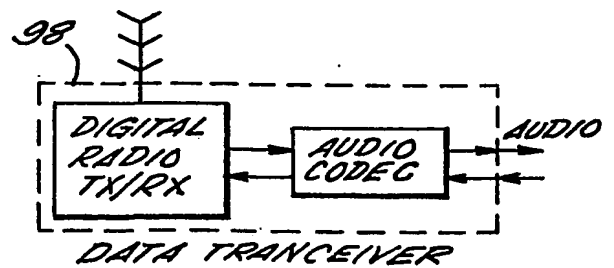 98
DIGITAL
RADIO
TX/RX
AUDIO
CODEC
AUDIO
DATA TRANCEIVER